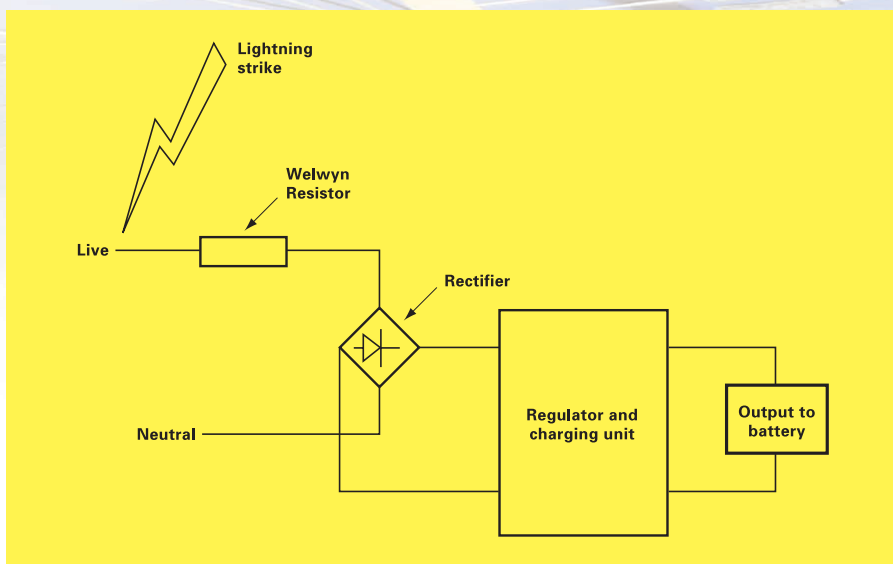 Lightning
strike
Welwyn
Resistor
Live
Rectifier
Regulator and
charging unit
Output to
battery
Neutral